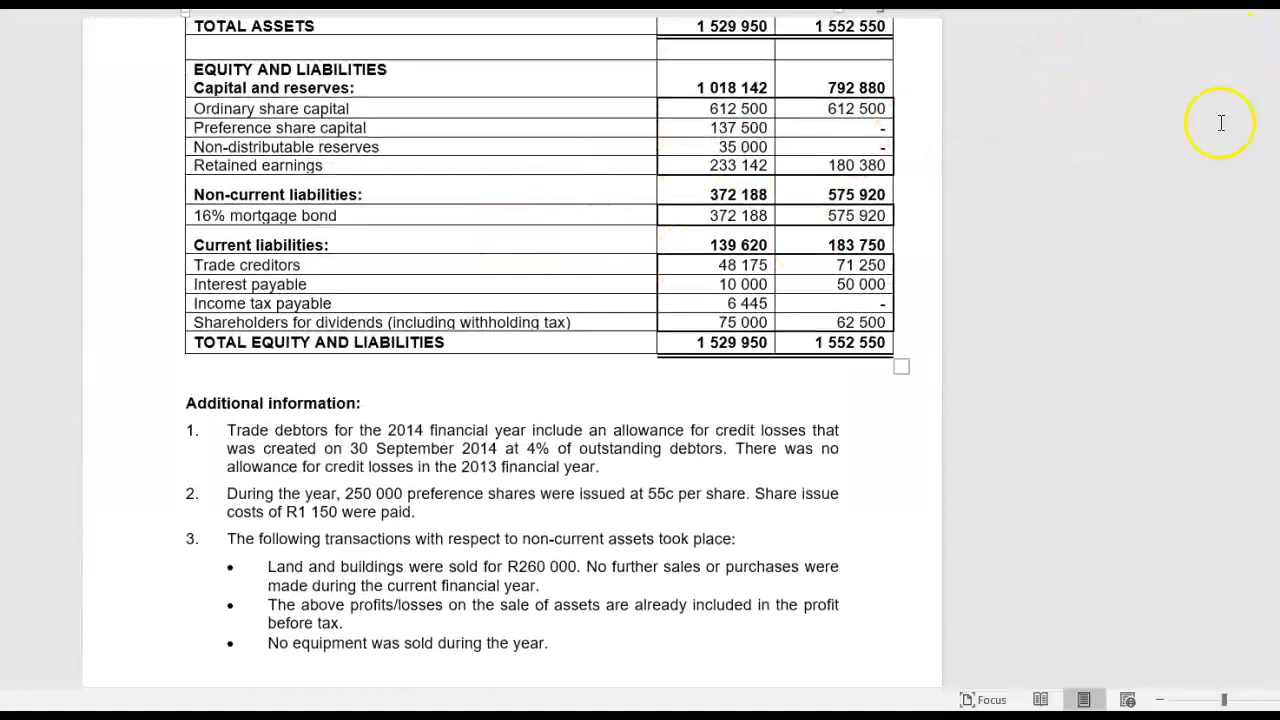 TOTAL ASSETS 1 529 950 1 552 550
EQUITY AND LIABILITIES
Capital and reserves: 1 018 142 792 880
Ordinary share capital 612 500 612 500
Preference share capital 137 500 -
Non-distributable reserves 35 000 -
Retained earnings 233 142 180 380
Non-current liabilities: 372 188 575 920
16% mortgage bond 372 188 575 920
Current liabilities: 139 620 183 750
Trade creditors 48 175 71 250
Interest payable 10 000 50 000
Income tax payable 6 445 -
Shareholders for dividends (including withholding tax) 75 000 62 500
TOTAL EQUITY AND LIABILITIES 1 529 950 1 552 550
Additional information:
1. Trade debtors for the 2014 financial year include an allowance for credit losses that
was created on 30 September 2014 at 4% of outstanding debtors. There was no
allowance for credit losses in the 2013 financial year.
2. During the year, 250 000 preference shares were issued at 55c per share. Share issue
costs of R1 150 were paid.
3. The following transactions with respect to non-current assets took place:
• Land and buildings were sold for R260 000. No further sales or purchases were
made during the current financial year.
• The above profits/losses on the sale of assets are already included in the profit
before tax.
• No equipment was sold during the year.
Focus